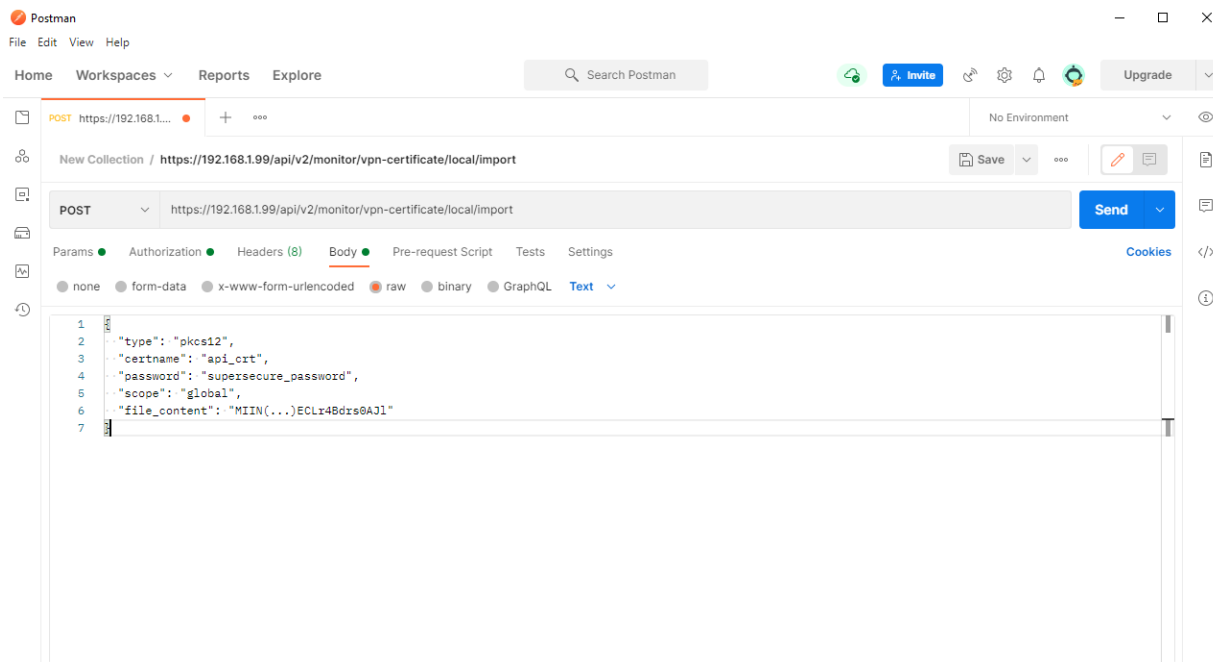 Postman
File Edit View Help
Home Workspaces Reports Explore Search Postman Invite Upgrade
POST https://192.168.1.... No Environment
New Collection / https://192.168.1.99/api/v2/monitor/vpn-certificate/local/import Save
POST https://192.168.1.99/api/v2/monitor/vpn-certificate/local/import Send
Params Authorization Headers (8) Body Pre-request Script Tests Settings Cookies
none form-data x-www-form-urlencoded raw binary GraphQL Text
1 {
2 "type": "pkcs12",
3 "certname": "api_crt",
4 "password": "supersecure_password",
5 "scope": "global",
6 "file_content": "MIIN(...)ECLr4Bdrs0AJl"
7 }